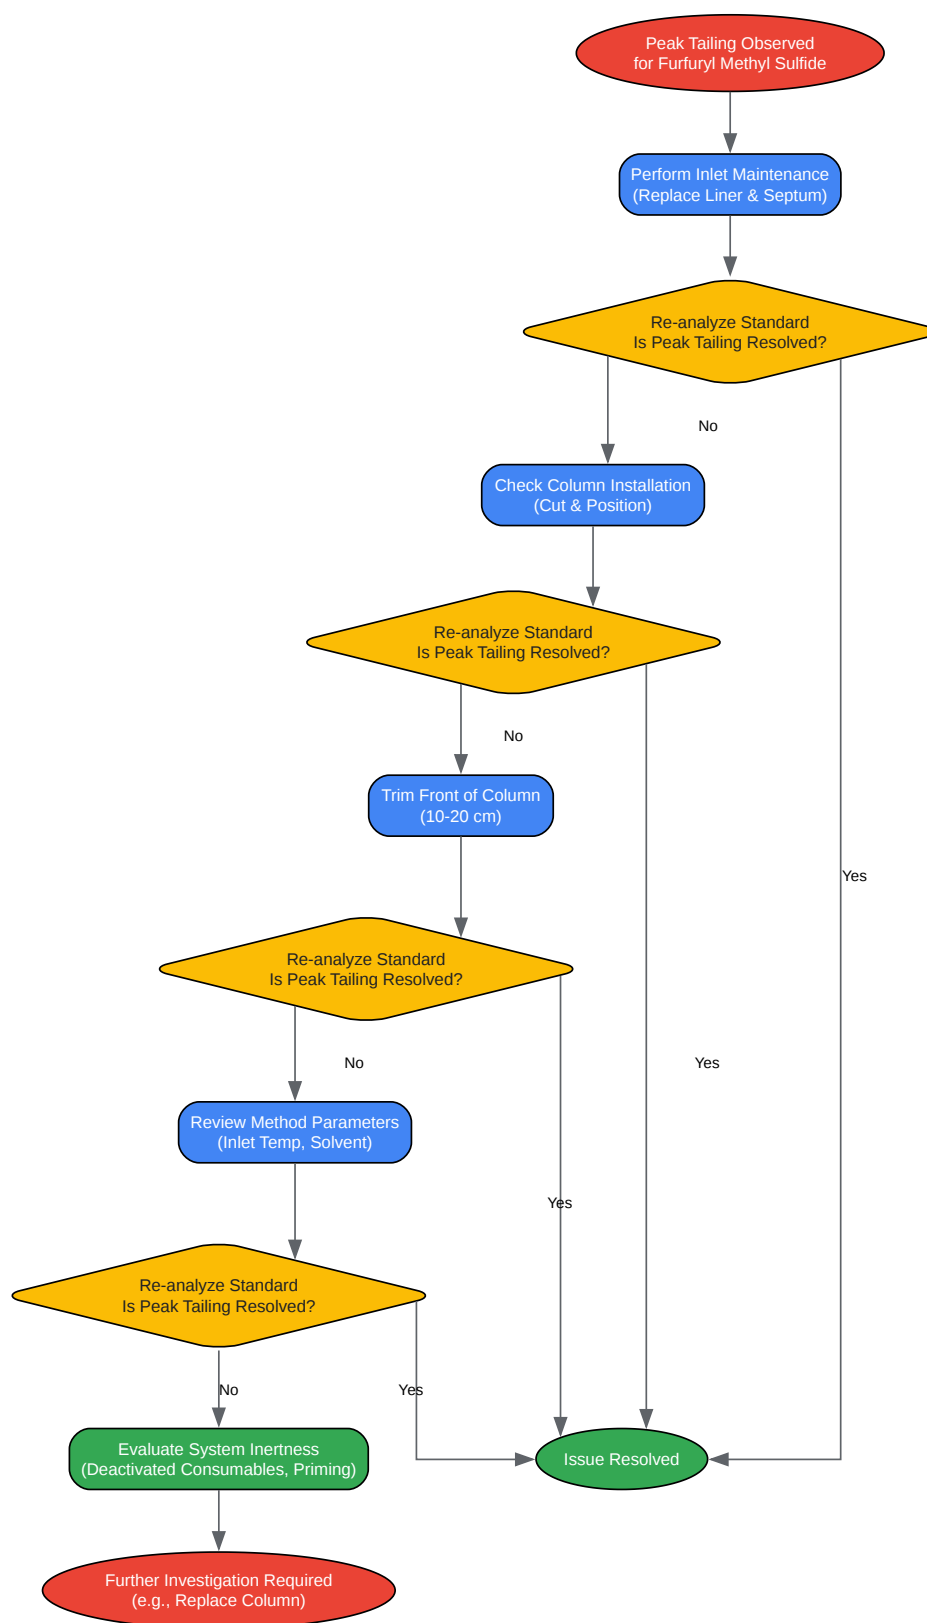 Peak Tailing Observed
for Furfuryl Methyl Sulfide
Perform Inlet Maintenance
(Replace Liner & Septum)
Re-analyze Standard
Is Peak Tailing Resolved?
No
Check Column Installation
(Cut & Position)
Re-analyze Standard
Is Peak Tailing Resolved?
No
Trim Front of Column
(10-20 cm)
Yes
Re-analyze Standard
Is Peak Tailing Resolved?
No
Yes
Review Method Parameters
(Inlet Temp, Solvent)
Yes
Re-analyze Standard
Is Peak Tailing Resolved?
No
Yes
Evaluate System Inertness
(Deactivated Consumables, Priming)
Issue Resolved
Further Investigation Required
(e.g., Replace Column)